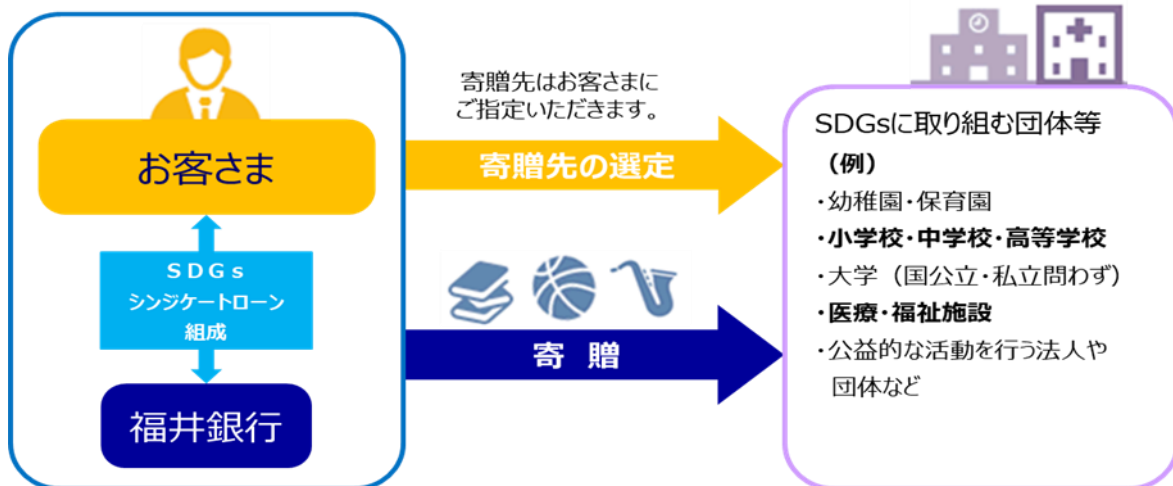 お客さま
SDGs
シンジケートローン
組成
福井銀行
寄贈先はお客さまに
ご指定いただきます。
寄贈先の選定
寄 贈
SDGsに取り組む団体等
（例）
・幼稚園・保育園
・小学校・中学校・高等学校
・大学（国公立・私立問わず）
・医療・福祉施設
・公益的な活動を行う法人や
団体など